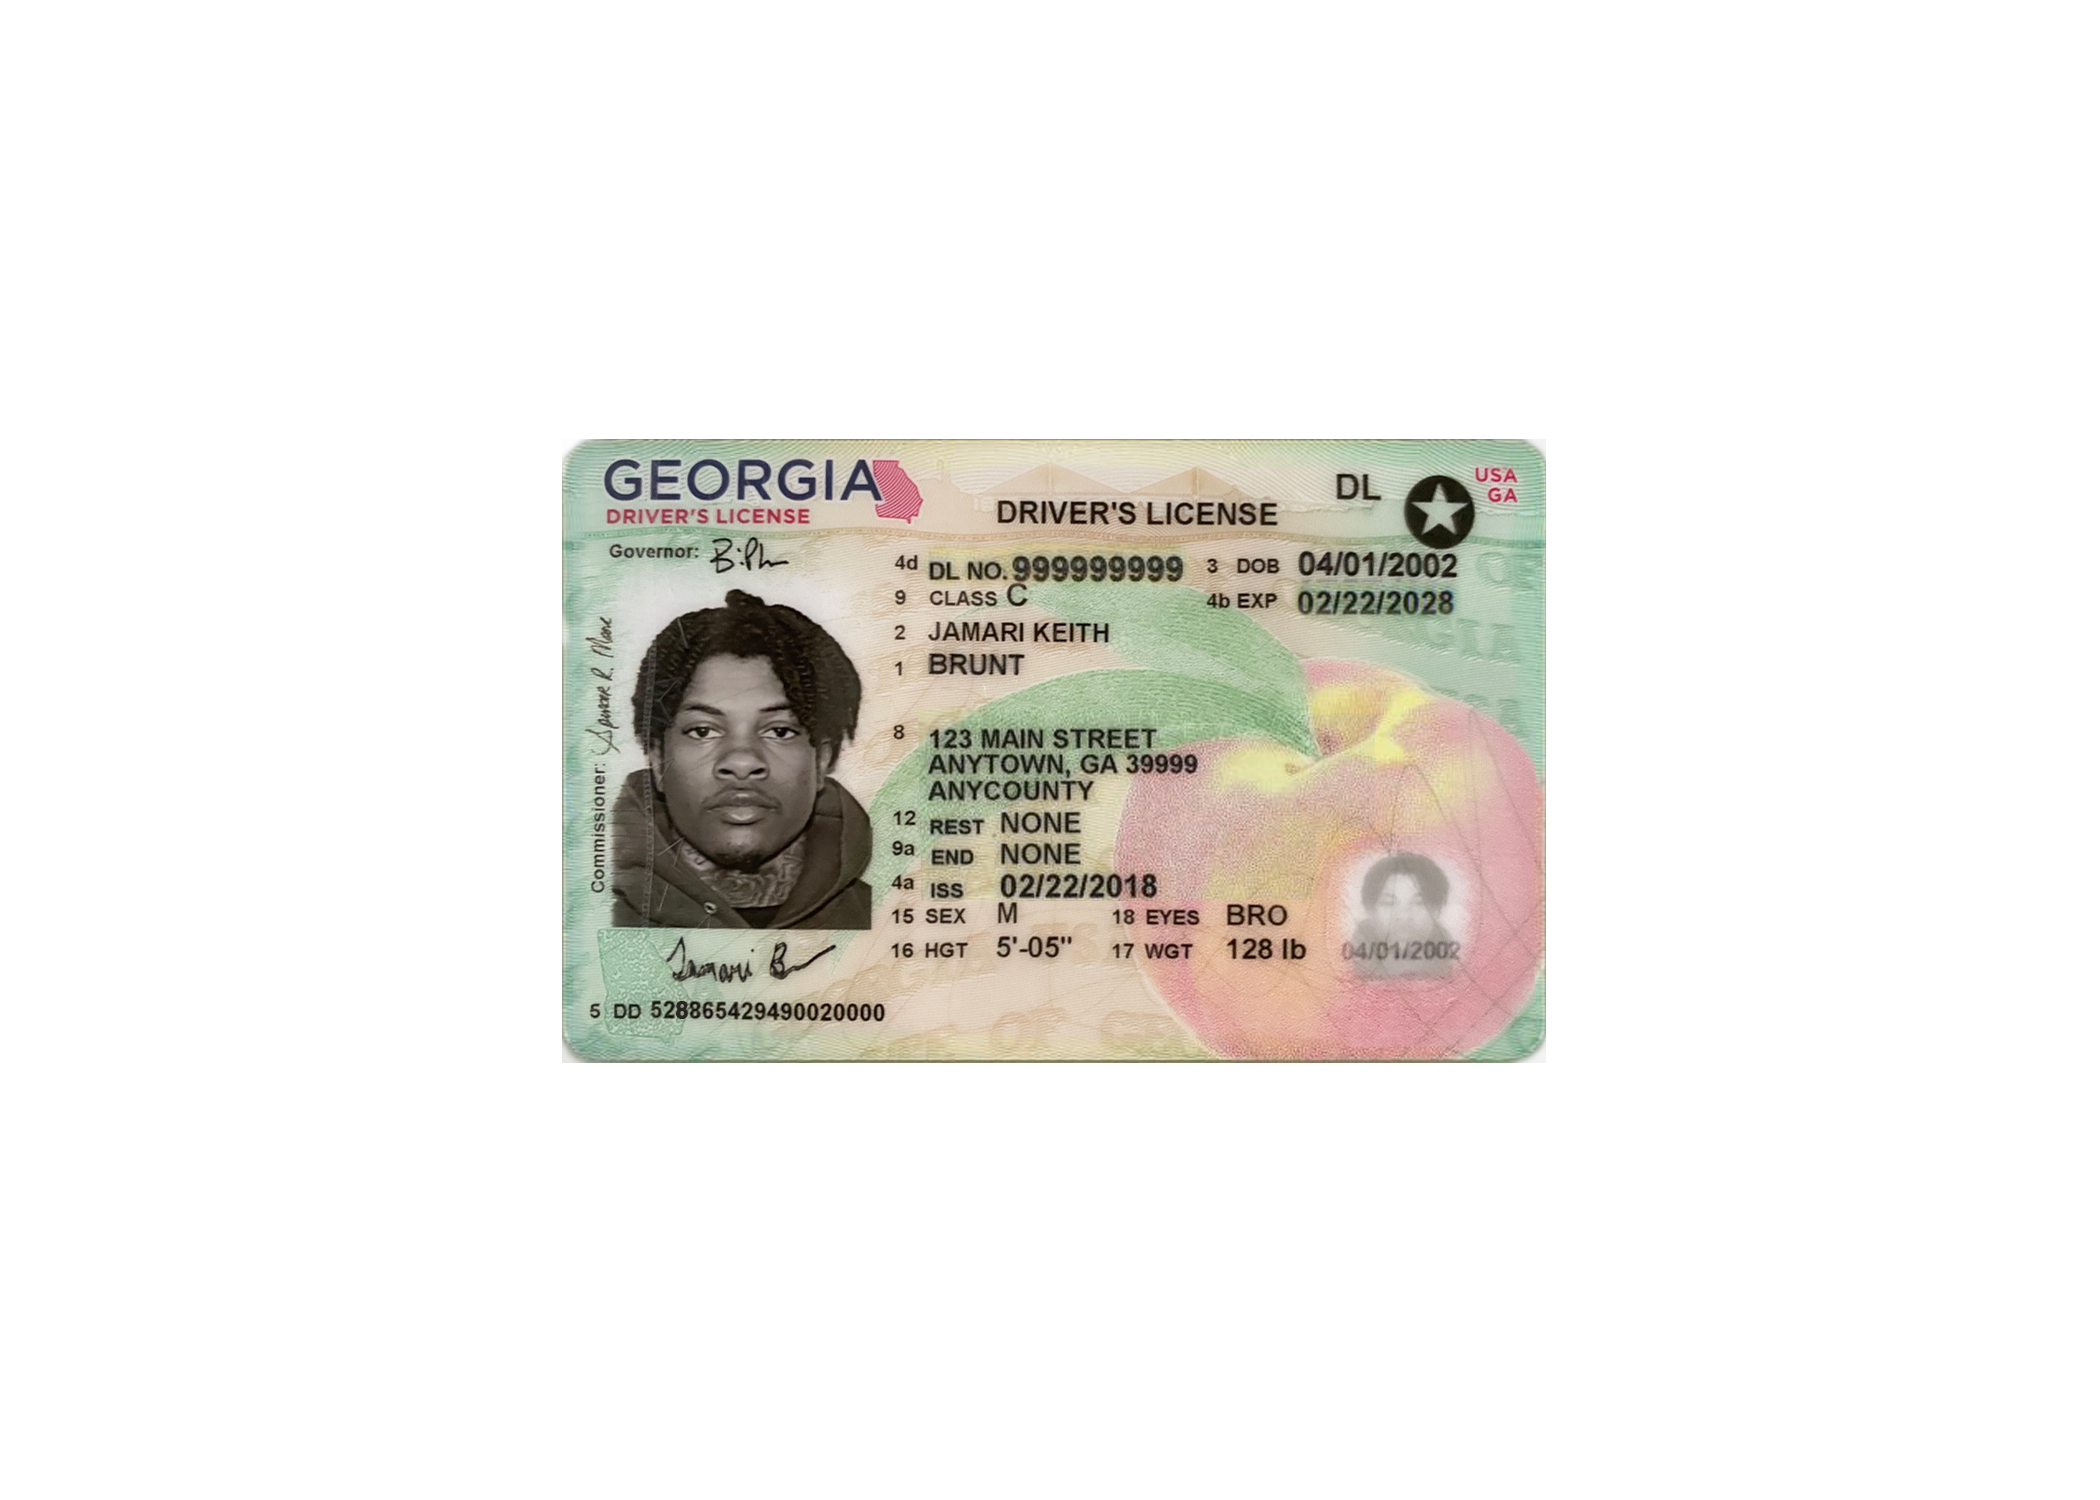 GEORGIA
DRIVER'S LICENSE
DRIVER'S LICENSE
DL
USA
GA
Governor:
Commissioner:
4d DL NO. 999999999 3 DOB 04/01/2002
9 CLASS C 4b EXP 02/22/2028
2 JAMARI KEITH
1 BRUNT
8 123 MAIN STREET
ANYTOWN, GA 39999
ANYCOUNTY
12 REST NONE
9a END NONE
4a ISS 02/22/2018
15 SEX M 18 EYES BRO
16 HGT 5'-05" 17 WGT 128 lb
04/01/2002
Jamari B
5 DD 528865429490020000